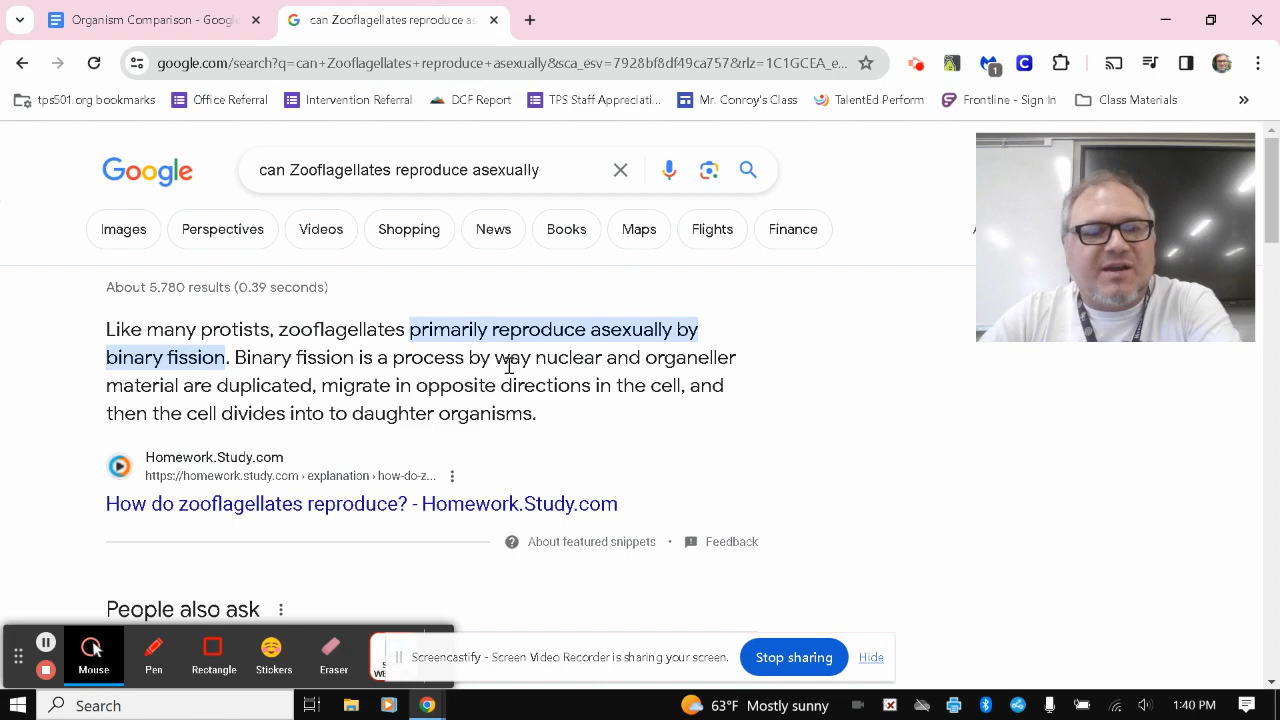 Organism Comparison - Google
can Zooflagellates reproduce as
google.com/search?q=can+Zooflagellates+reproduce+asexually&sca_esv=7928bf8df49ca757&rlz=1C1GCEA_e...
1
tps501.org bookmarks
Office Referral
Intervention Referral
DCF Report
TPS Staff Appreciati...
Mr. Conroy's Class
TalentEd Perform
Frontline - Sign In
Class Materials
Google
can Zooflagellates reproduce asexually
Images
Perspectives
Videos
Shopping
News
Books
Maps
Flights
Finance
About 5,780 results (0.39 seconds)
Like many protists, zooflagellates primarily reproduce asexually by
binary fission. Binary fission is a process by way nuclear and organeller
material are duplicated, migrate in opposite directions in the cell, and
then the cell divides into to daughter organisms.
Homework.Study.com
https://homework.study.com › explanation › how-do-z...
How do zooflagellates reproduce? - Homework.Study.com
About featured snippets
Feedback
People also ask
Mouse
Pen
Rectangle
Stickers
Eraser
Screencastify - Screen Video Recorder is sharing your screen.
Stop sharing
Hide
Search
63°F Mostly sunny
1:40 PM